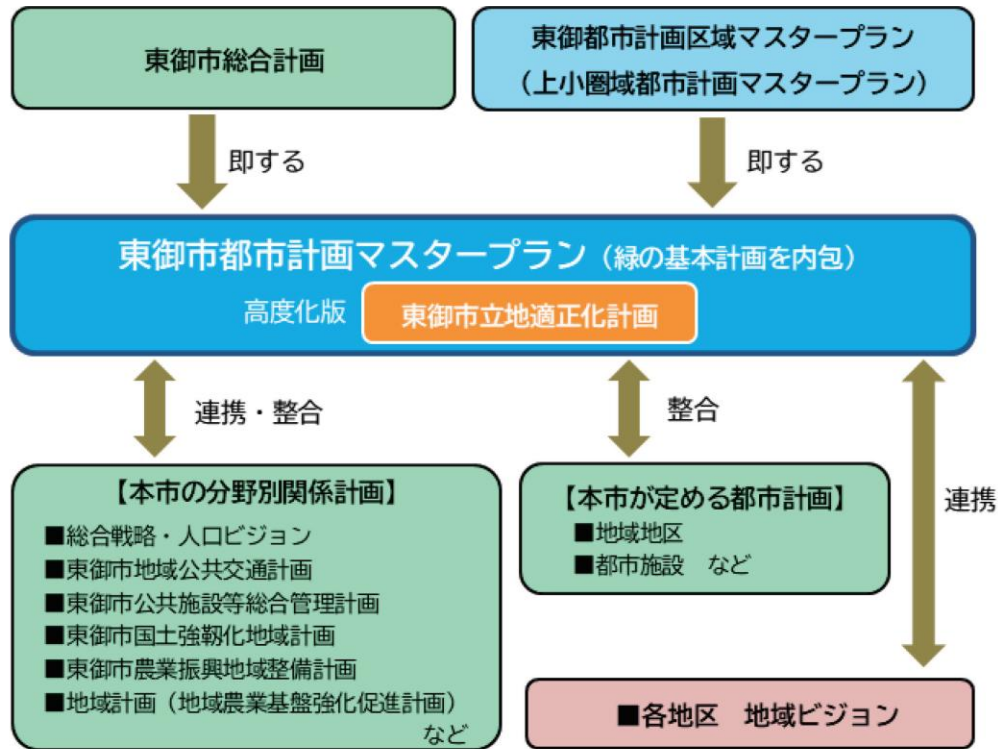 東御市総合計画
東御都市計画区域マスタープラン
（上小圏域都市計画マスタープラン）
即する
即する
東御市都市計画マスタープラン（緑の基本計画を内包）
高度化版
東御市立地適正化計画
連携・整合
整合
連携
【本市の分野別関係計画】
■総合戦略・人口ビジョン
■東御市地域公共交通計画
■東御市公共施設等総合管理計画
■東御市国土強靱化地域計画
■東御市農業振興地域整備計画
■地域計画（地域農業基盤強化促進計画）
など
【本市が定める都市計画】
■地域地区
■都市施設　など
■各地区　地域ビジョン